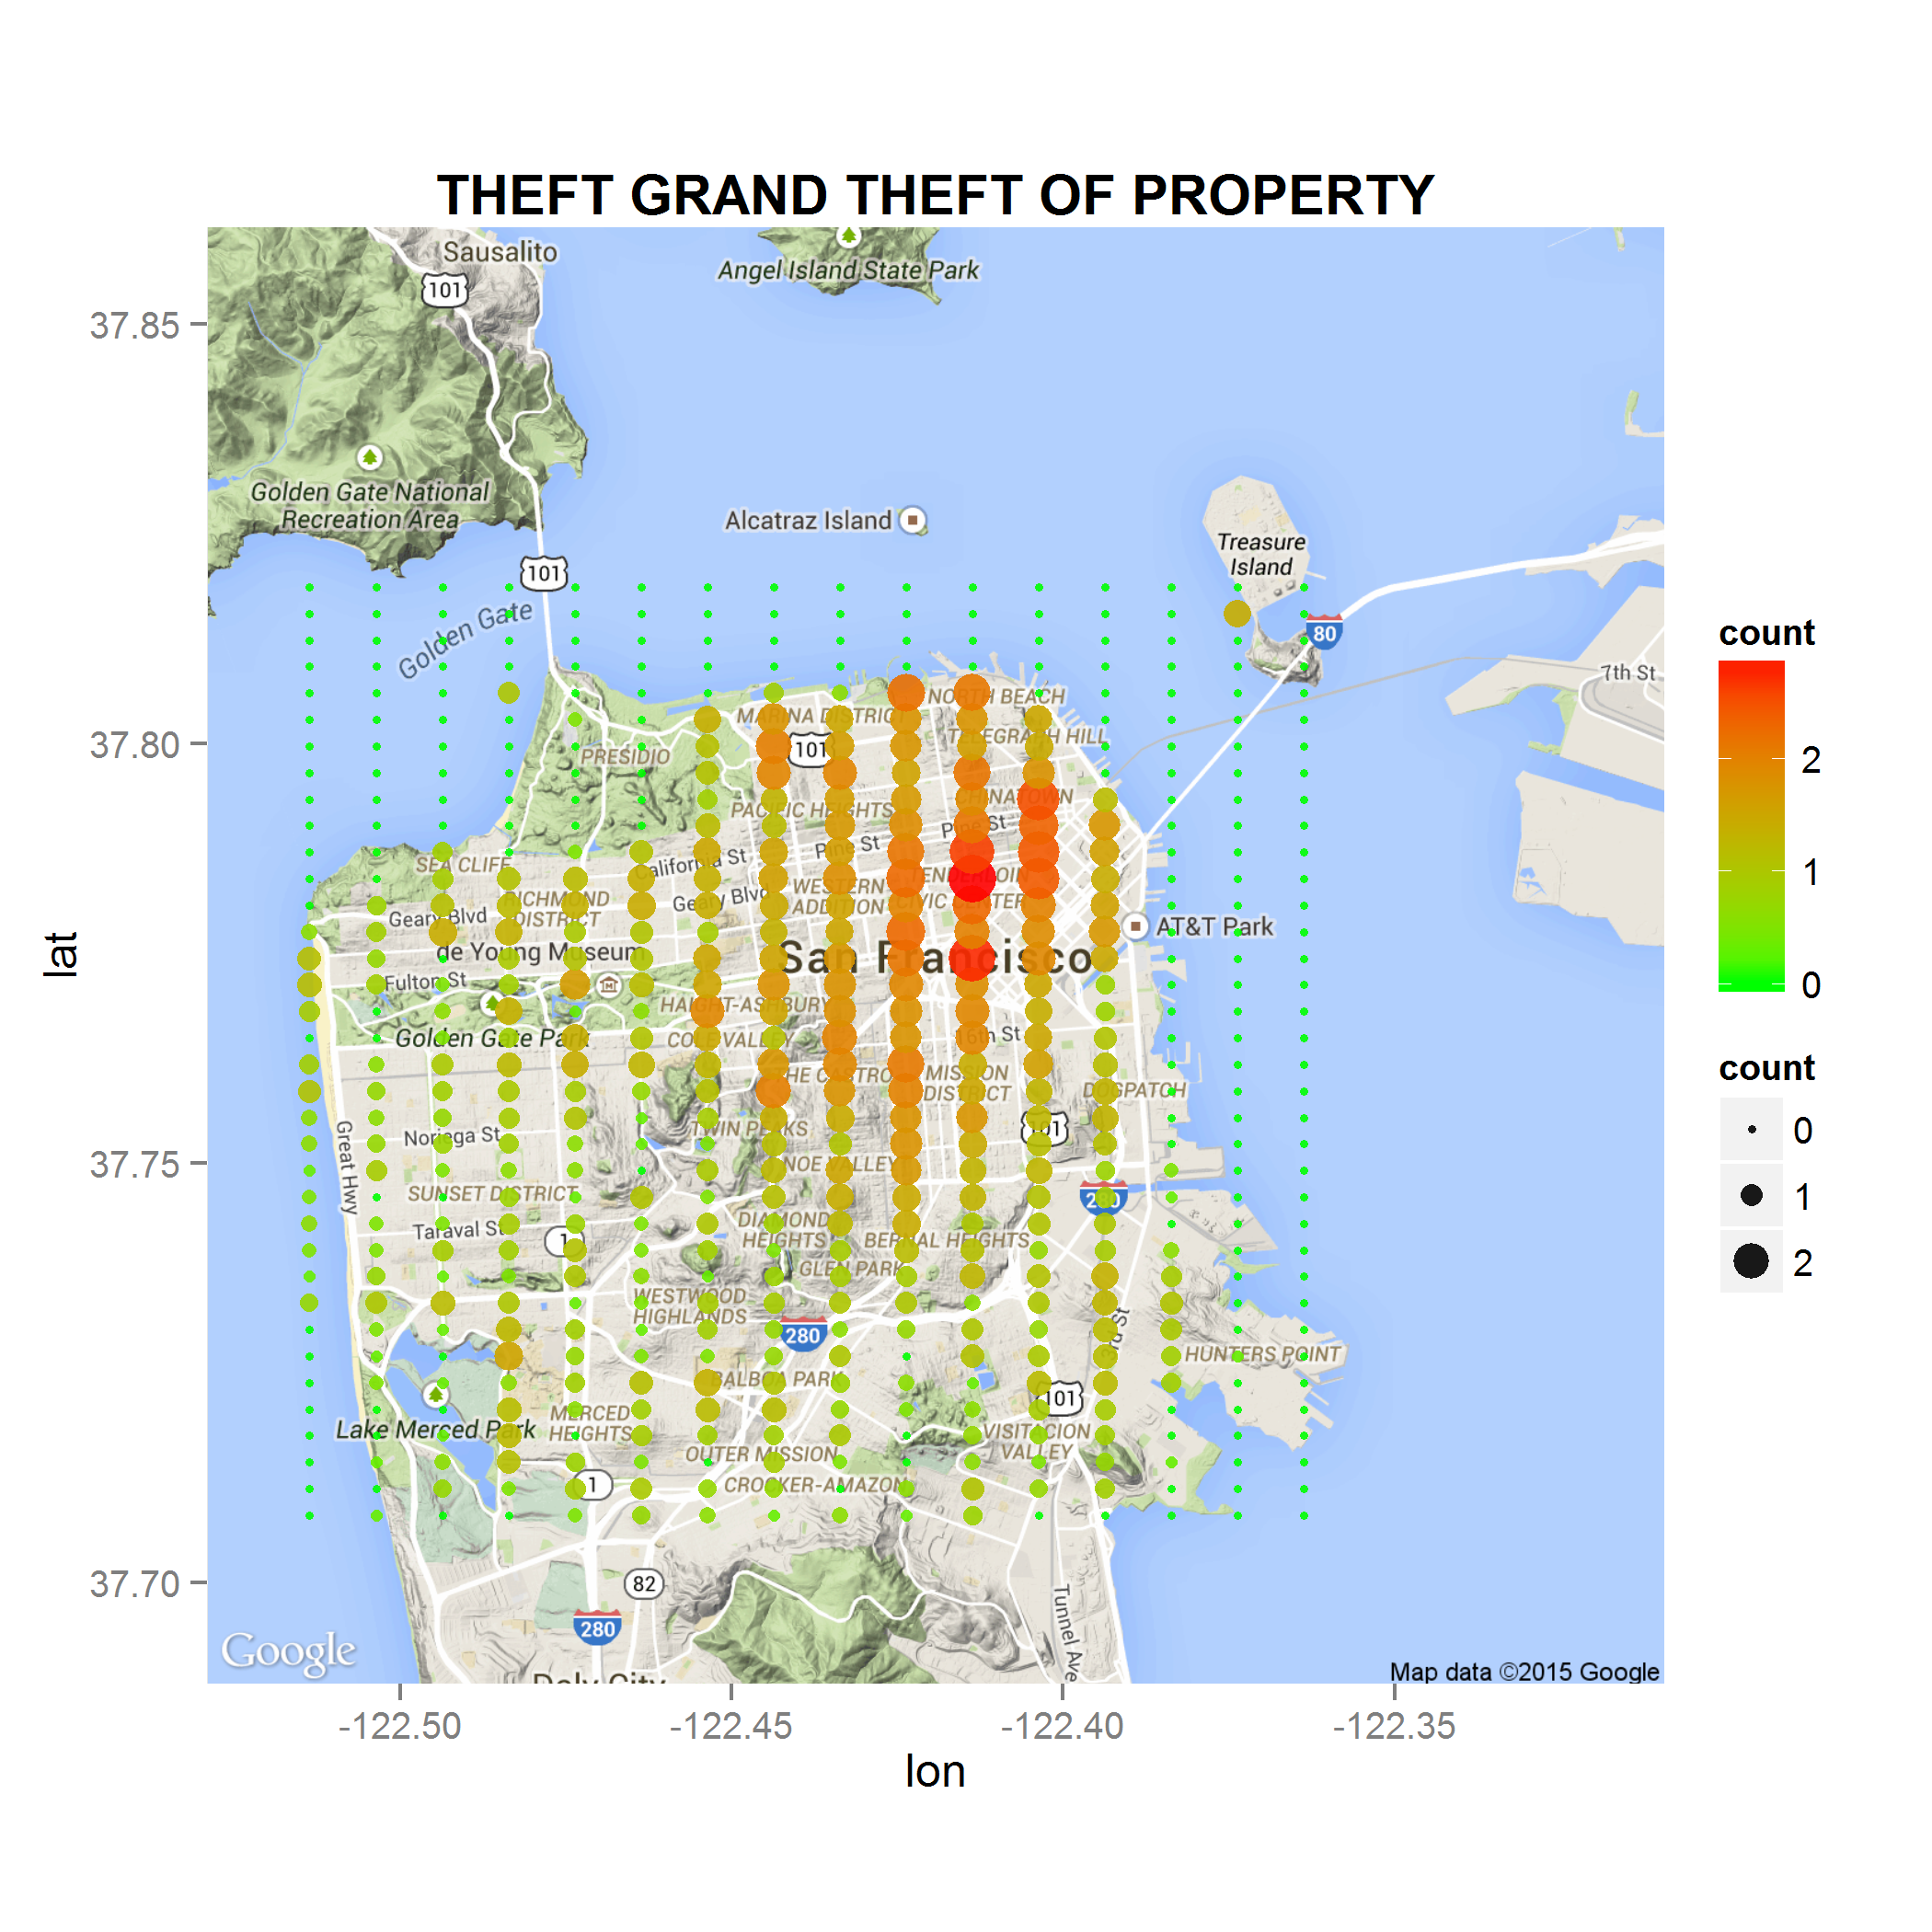 THEFT GRAND THEFT OF PROPERTY
Sausalito
101
Angel Island State Park
37.85
Golden Gate National
Recreation Area
Alcatraz Island
Treasure
Island
101
Golden Gate
80
count
7th St
NORTH BEACH
MARINA DISTRICT
TELEGRAPH HILL
37.80
101
PRESIDIO
2
CHINATOWN
PACIFIC HEIGHTS
Pine St
Pine St
California St
SEA CLIFF
TENDERLOIN
1
WESTERN
ADDITION
Geary Blvd
RICHMOND
DISTRICT
CIVIC CENTER
Geary Blvd
AT&T Park
lat
de Young Museum
San Francisco
Fulton St
0
HAIGHT-ASHBURY
Golden Gate Park
COLE VALLEY
16th St
count
THE CASTRO
MISSION
DISTRICT
DOGPATCH
0
TWIN PEAKS
101
Noriega St
Great Hwy
37.75
NOE VALLEY
1
SUNSET DISTRICT
280
Taraval St
DIAMOND
HEIGHTS
BERNAL HEIGHTS
1
GLEN PARK
2
WESTWOOD
HIGHLANDS
280
3rd St
HUNTERS POINT
BALBOA PARK
101
Lake Merced Park
MERCED
HEIGHTS
VISITACION
VALLEY
OUTER MISSION
CROCKER-AMAZON
1
37.70
82
280
Tunnel Ave
Google
Daly City
Map data ©2015 Google
-122.50
-122.45
-122.40
-122.35
lon